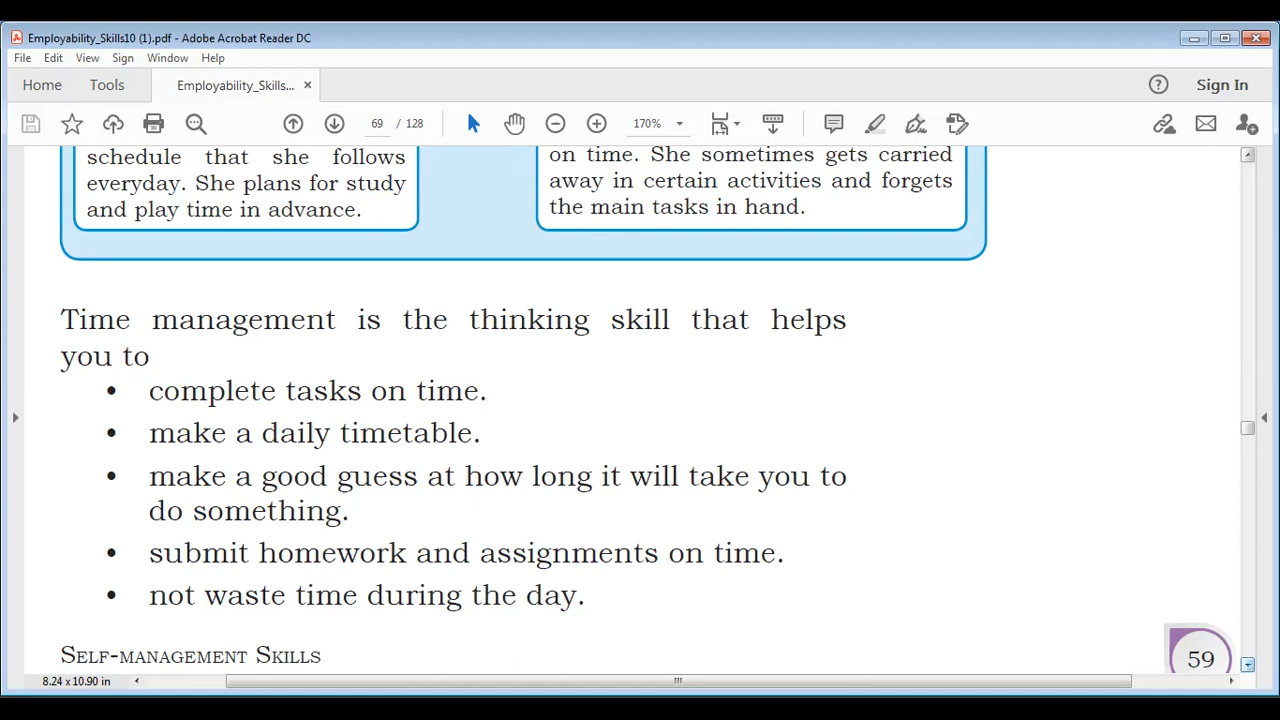 Employability_Skills10 (1).pdf - Adobe Acrobat Reader DC
File Edit View Sign Window Help
Home Tools Employability_Skills... × Sign In
69 / 128 170%
schedule that she follows
everyday. She plans for study
and play time in advance.
on time. She sometimes gets carried
away in certain activities and forgets
the main tasks in hand.
Time management is the thinking skill that helps
you to
• complete tasks on time.
• make a daily timetable.
• make a good guess at how long it will take you to
do something.
• submit homework and assignments on time.
• not waste time during the day.
SELF-MANAGEMENT SKILLS
59
8.24 x 10.90 in